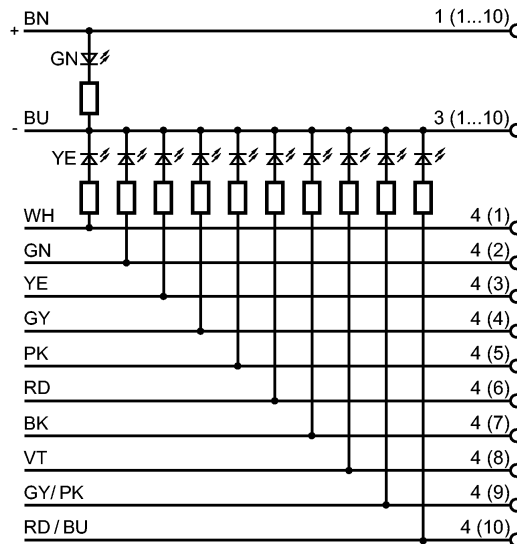 BN 1 (1...10)
+
GN
BU 3 (1...10)
-
YE
WH 4 (1)
GN 4 (2)
YE 4 (3)
GY 4 (4)
PK 4 (5)
RD 4 (6)
BK 4 (7)
VT 4 (8)
GY/PK 4 (9)
RD/BU 4 (10)